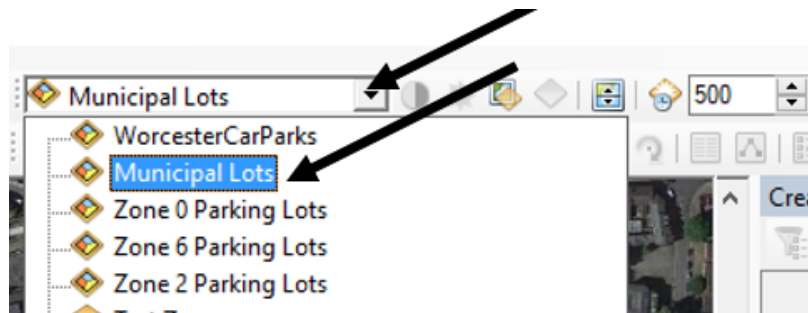 Municipal Lots 500
WorcesterCarParks
Municipal Lots
Zone 0 Parking Lots
Crea
Zone 6 Parking Lots
Zone 2 Parking Lots